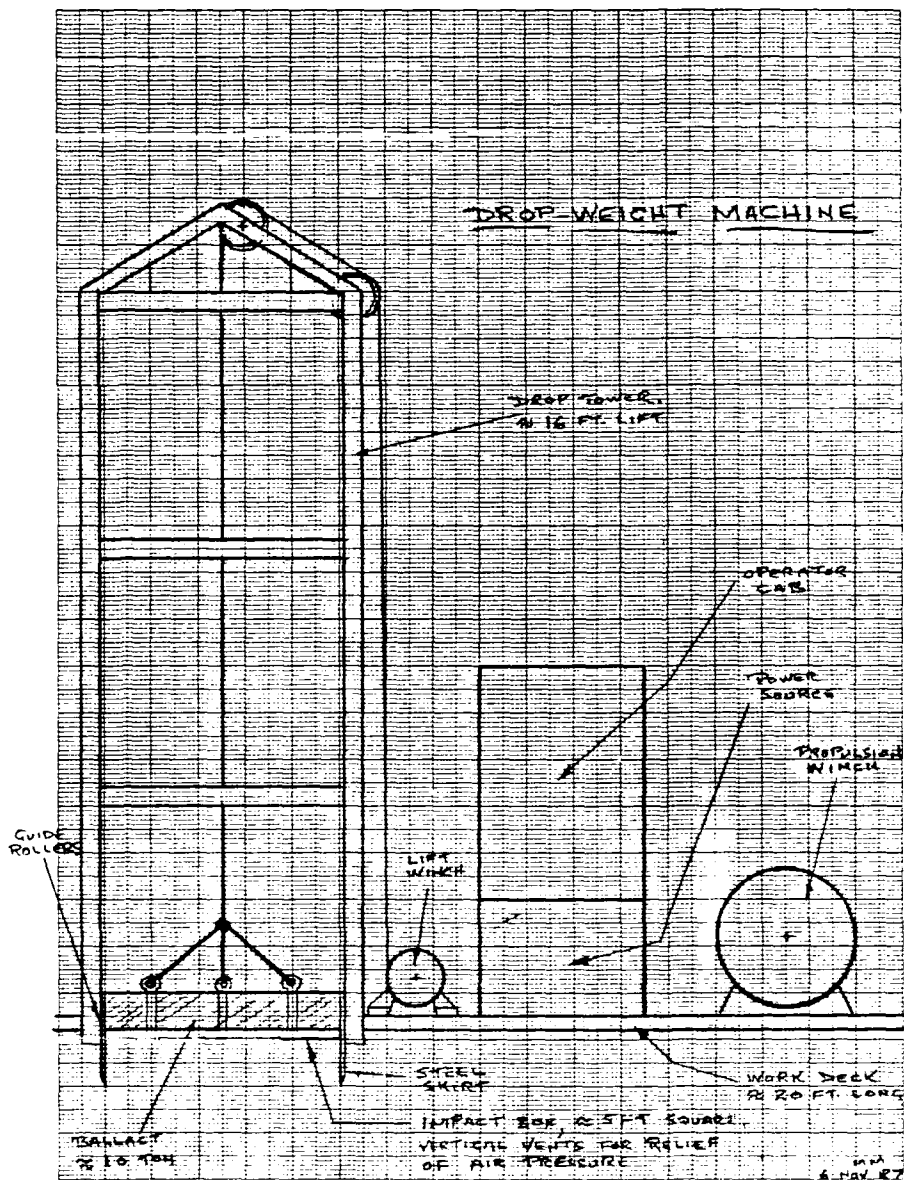 DROP-WEIGHT MACHINE
DROP TOWER.
≈ 16 FT. LIFT
OPERATOR
CAB
POWER
SOURCE
PROPULSION
WINCH
GUIDE
ROLLERS
LIFT
WINCH
STEEL
SKIRT
WORK DECK
≈ 20 FT. LONG
IMPACT BOX, ≈ 5 FT SQUARE.
VERTICAL VENTS FOR RELIEF
OF AIR PRESSURE
BALLAST
≈ 10 TON
MM
6 NOV 87